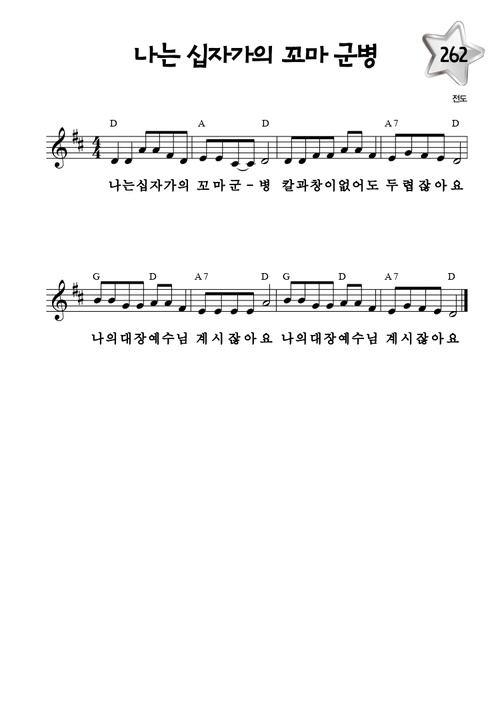 나는 십자가의 꼬마 군병
262
전도
D A D A7 D
4
4
나는십자가의 꼬마군-병 칼과창이없어도 두렵잖아요
G D A7 D G D A7 D
나의대장예수님 계시잖아요 나의대장예수님 계시잖아요